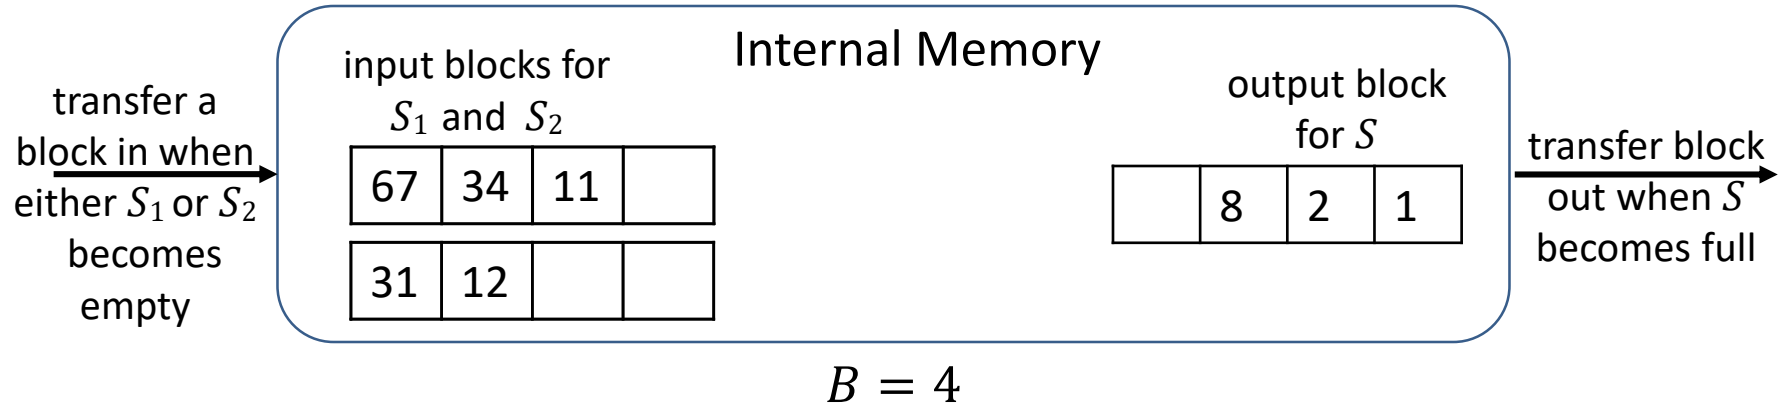 Internal Memory
transfer a
block in when
either S₁ or S₂
becomes
empty
input blocks for
S₁ and S₂
67 34 11
31 12
output block
for S
8 2 1
transfer block
out when S
becomes full
B = 4